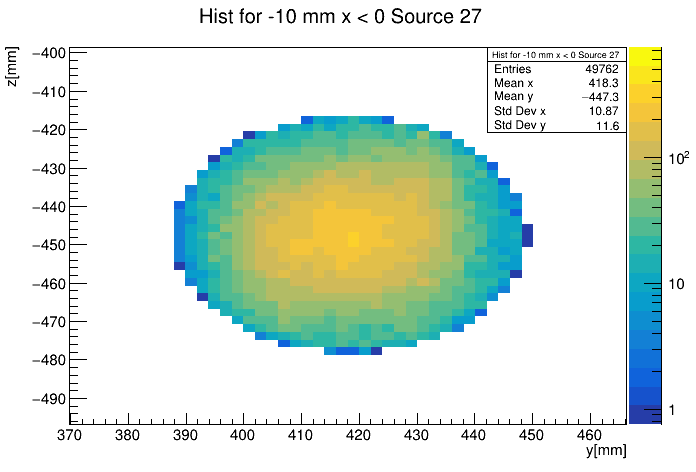 Hist for -10 mm x < 0 Source 27
z[mm]
Hist for -10 mm x < 0 Source 27
Entries 49762
Mean x 418.3
Mean y −447.3
Std Dev x 10.87
Std Dev y 11.6
−400
−410
−420
−430
−440
−450
−460
−470
−480
−490
10²
10
1
370 380 390 400 410 420 430 440 450 460
y[mm]